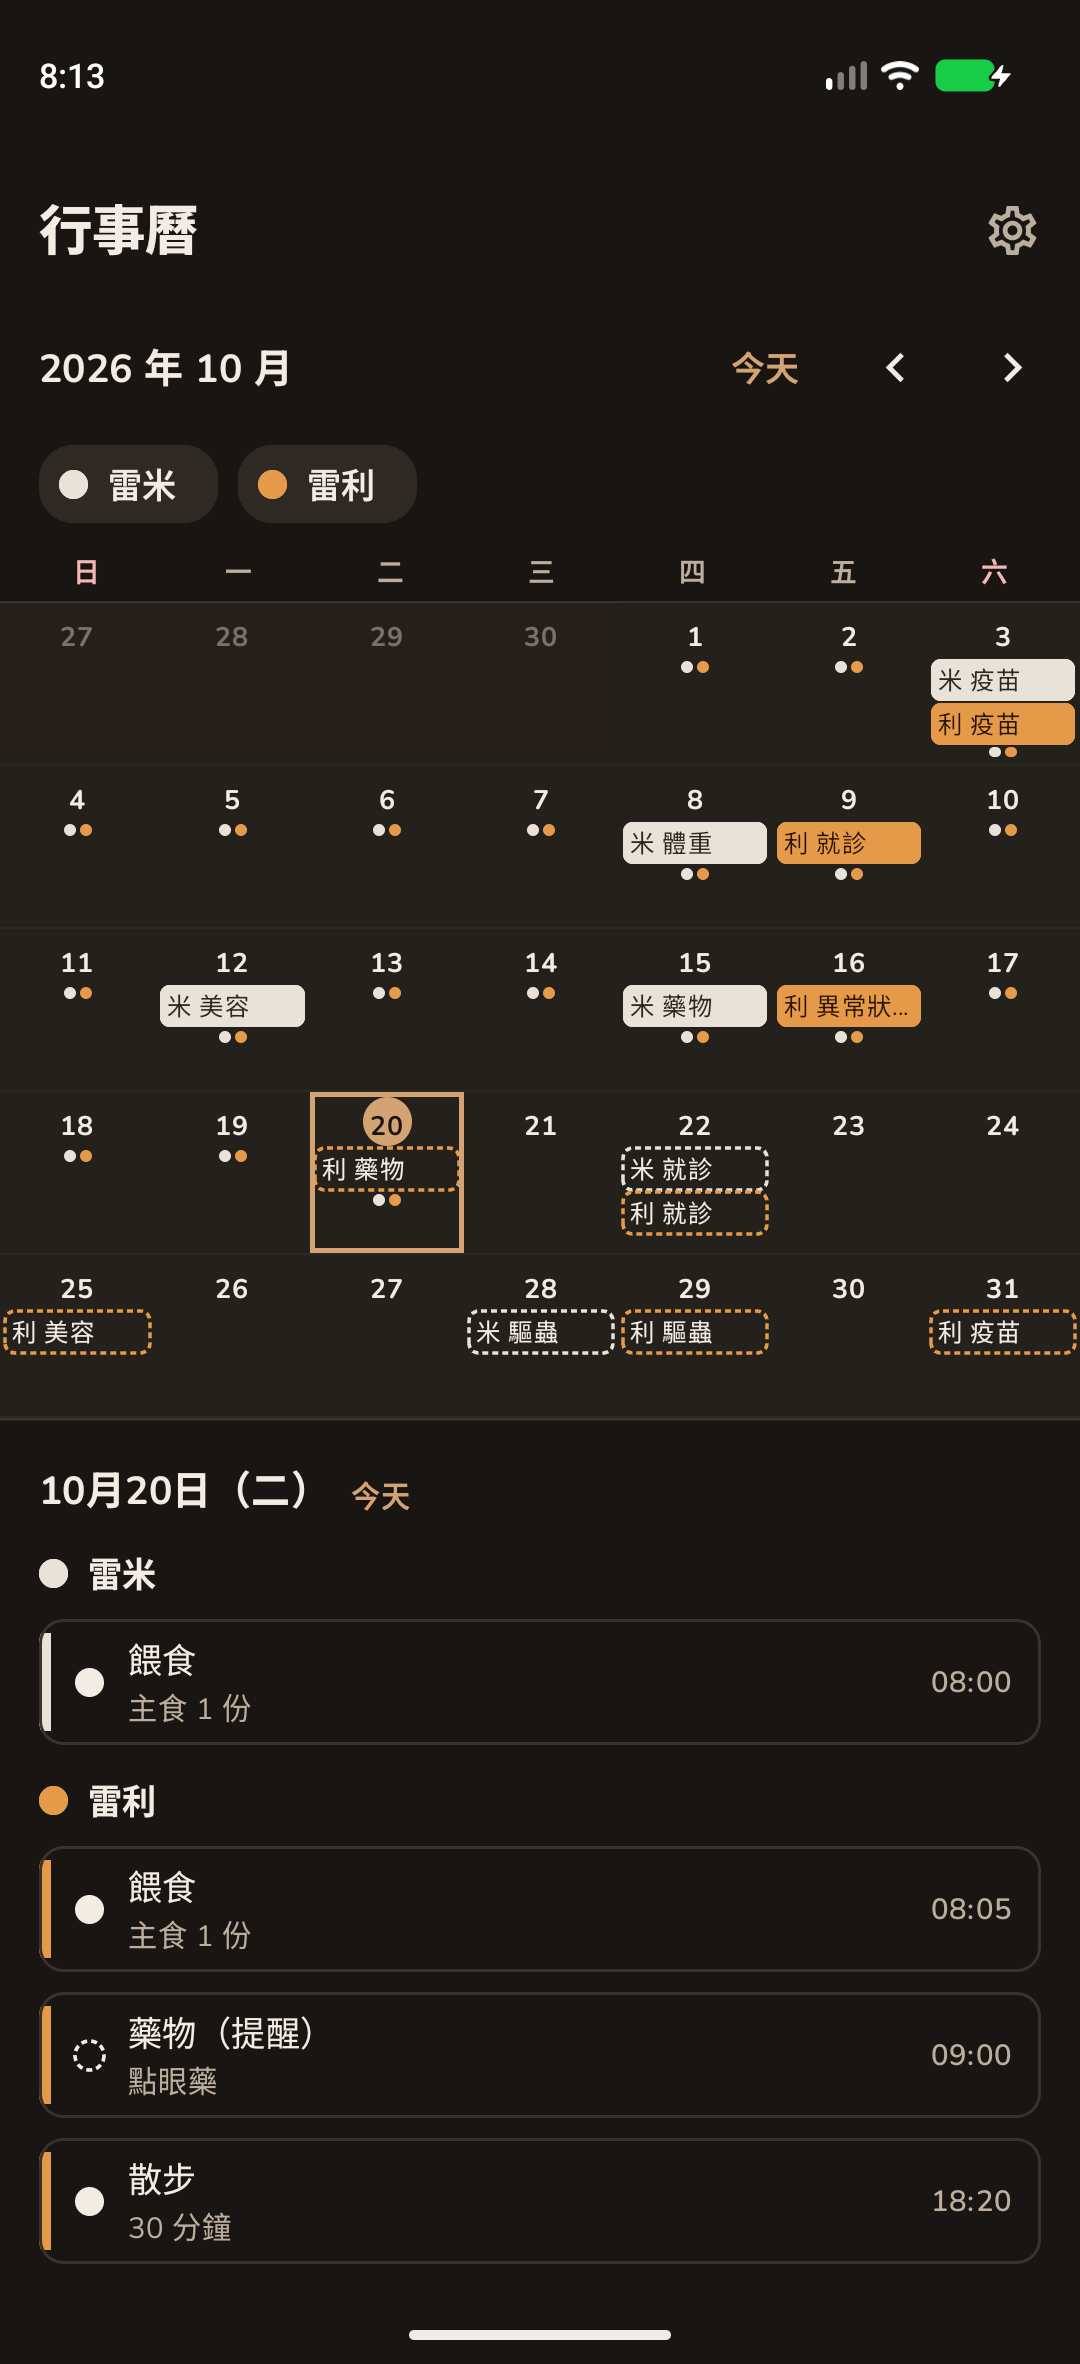 8:13
行事曆
2026 年 10 月 今天
雷米 雷利
日 一 二 三 四 五 六
27 28 29 30 1 2 3
米 疫苗
利 疫苗
4 5 6 7 8 9 10
米 體重 利 就診
11 12 13 14 15 16 17
米 美容 米 藥物 利 異常狀...
18 19 20 21 22 23 24
利 藥物 米 就診
利 就診
25 26 27 28 29 30 31
利 美容 米 驅蟲 利 驅蟲 利 疫苗
10月20日（二） 今天
雷米
餵食
主食 1 份
08:00
雷利
餵食
主食 1 份
08:05
藥物（提醒）
點眼藥
09:00
散步
30 分鐘
18:20